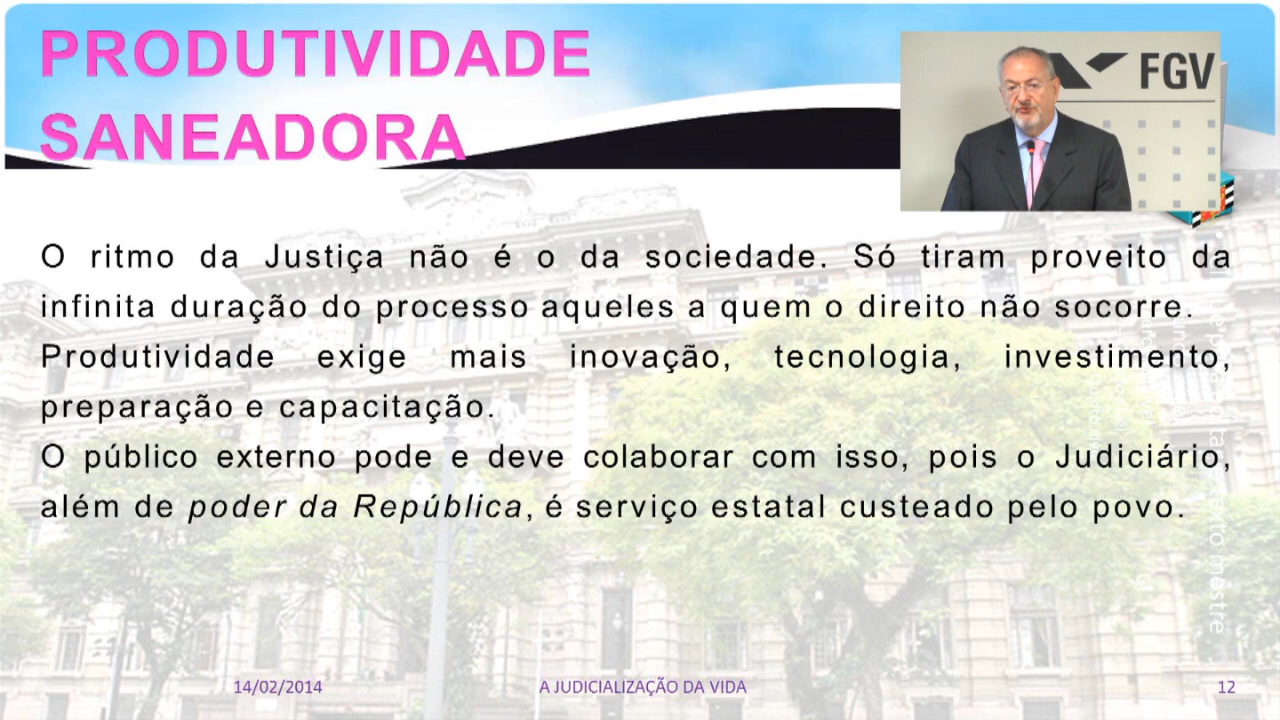 PRODUTIVIDADE
SANEADORA
FGV
O ritmo da Justiça não é o da sociedade. Só tiram proveito da
infinita duração do processo aqueles a quem o direito não socorre.
Produtividade exige mais inovação, tecnologia, investimento,
preparação e capacitação.
O público externo pode e deve colaborar com isso, pois o Judiciário,
além de poder da República, é serviço estatal custeado pelo povo.
14/02/2014
A JUDICIALIZAÇÃO DA VIDA
12